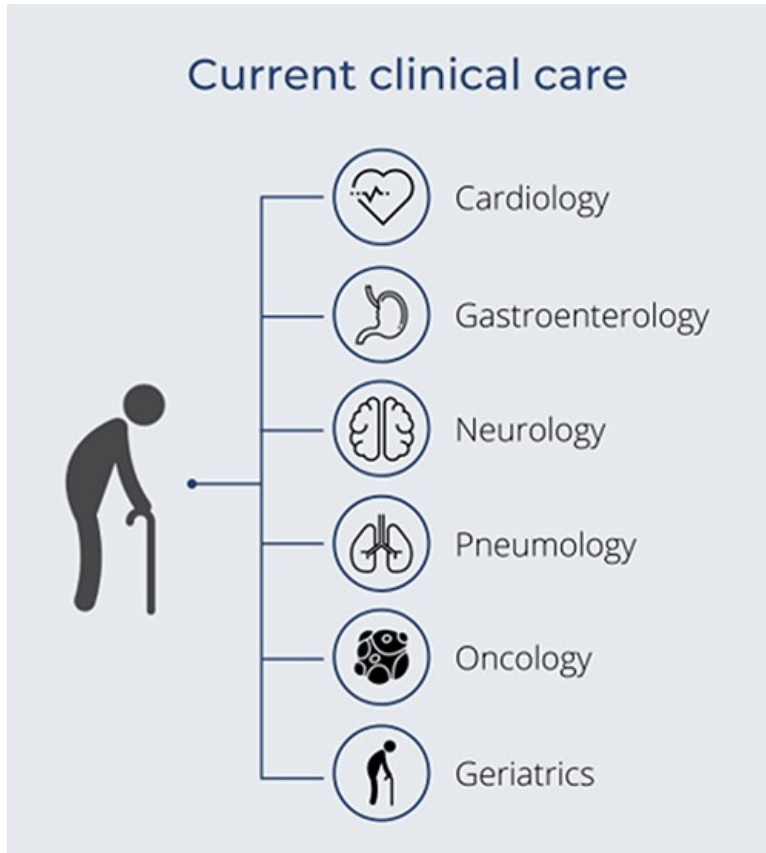 Current clinical care
Cardiology
Gastroenterology
Neurology
Pneumology
Oncology
Geriatrics